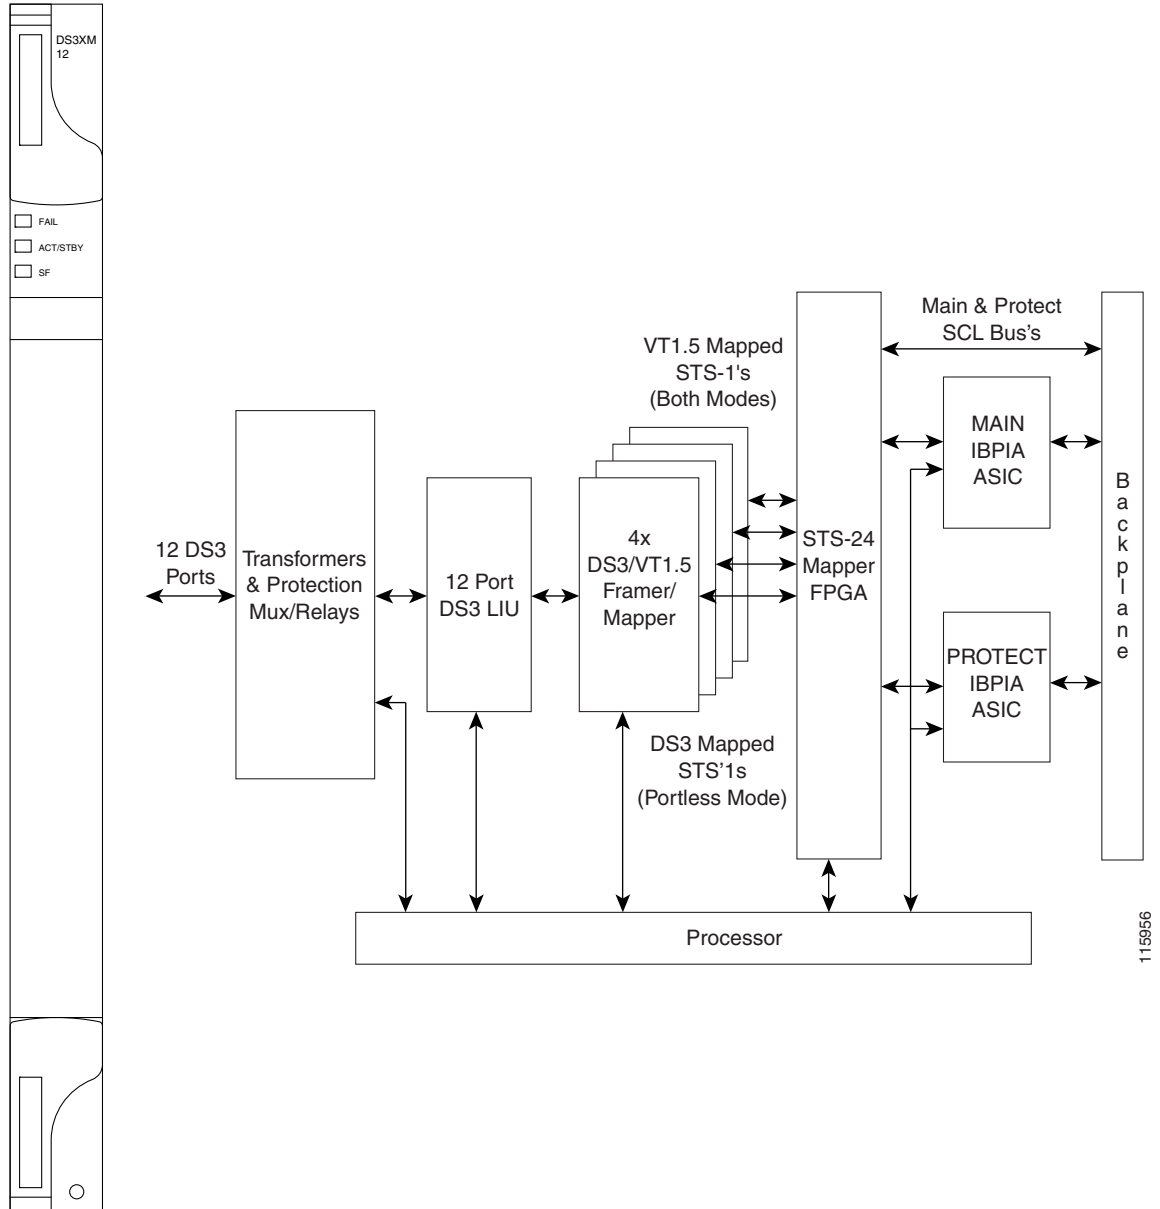 DS3XM
12
FAIL
ACT/STBY
SF
Main & Protect
SCL Bus's
VT1.5 Mapped
STS-1's
(Both Modes)
MAIN
IBPIA
ASIC
12 DS3
Ports
Transformers
& Protection
Mux/Relays
12 Port
DS3 LIU
4x
DS3/VT1.5
Framer/
Mapper
STS-24
Mapper
FPGA
Backplane
PROTECT
IBPIA
ASIC
DS3 Mapped
STS'1s
(Portless Mode)
Processor
115956